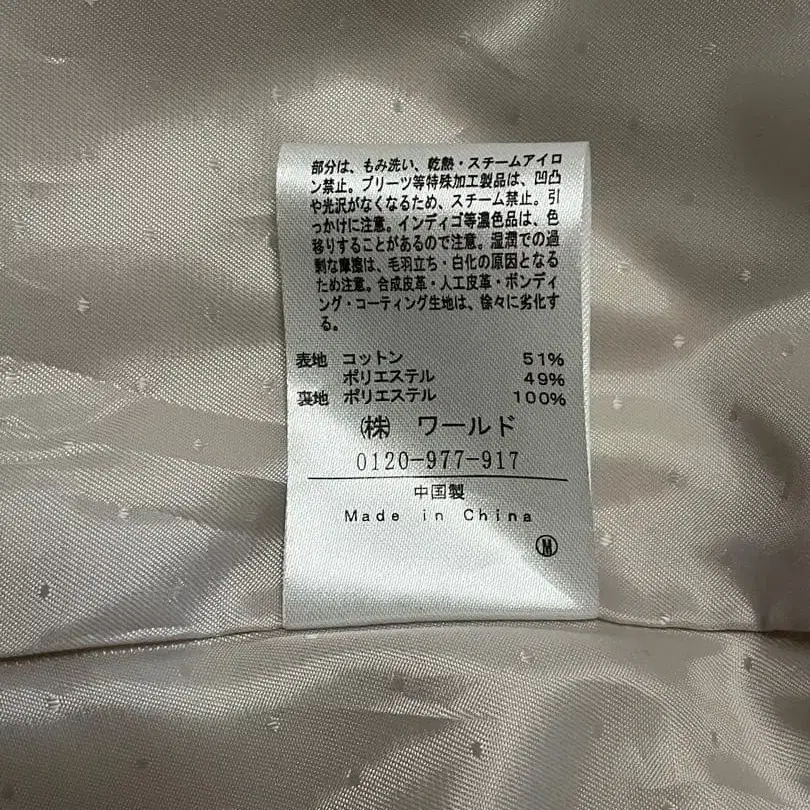 部分は、もみ洗い、乾熱・スチームアイロ
ン禁止。プリーツ等特殊加工製品は、凹凸
や光沢がなくなるため、スチーム禁止。引
っかけに注意。インディゴ等濃色品は、色
移りすることがあるので注意。湿潤での過
剰な摩擦は、毛羽立ち・白化の原因となる
ため注意。合成皮革・人工皮革・ボンディ
ング・コーティング生地は、徐々に劣化す
る。
表地 コットン 51%
ポリエステル 49%
裏地 ポリエステル 100%
㈱ ワールド
0120-977-917
中国製
Made in China
Ⓜ